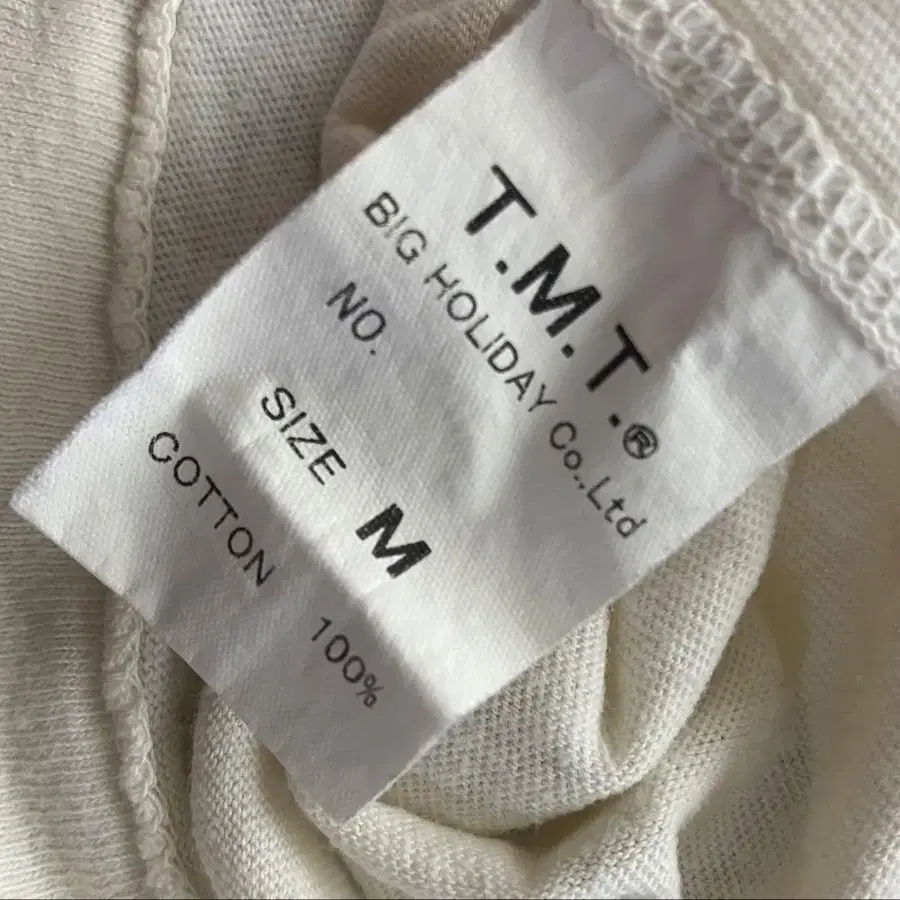 T.M.T.®
BIG HOLIDAY Co.,Ltd
NO.
SIZE M
COTTON 100%